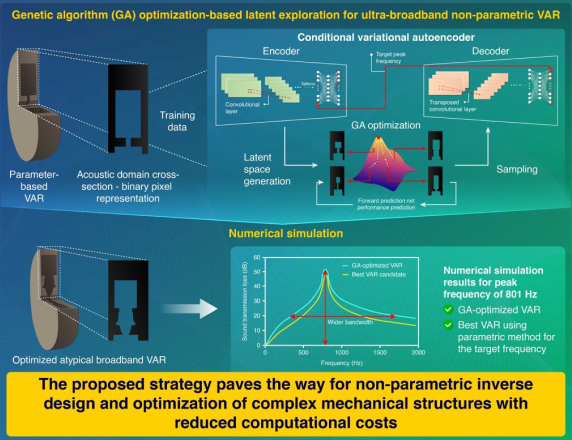 Genetic algorithm (GA) optimization-based latent exploration for ultra-broadband non-parametric VAR
Conditional variational autoencoder
Encoder
Target peak
frequency
Decoder
Convolutional
layer
Flattening
Transposed
convolutional layer
Training
data
GA optimization
Latent
space
generation
Sampling
Forward prediction net
performance prediction
Parameter-
based
VAR
Acoustic domain cross-
section - binary pixel
representation
Numerical simulation
Optimized atypical broadband VAR
Sound transmission loss (dB)
60
50
40
30
20
10
0
GA-optimized VAR
Best VAR candidate
Wider bandwidth
0
500
1000
1500
2000
Frequency (Hz)
Numerical simulation
results for peak
frequency of 801 Hz
GA-optimized VAR
Best VAR using
parametric method for
the target frequency
The proposed strategy paves the way for non-parametric inverse
design and optimization of complex mechanical structures with
reduced computational costs